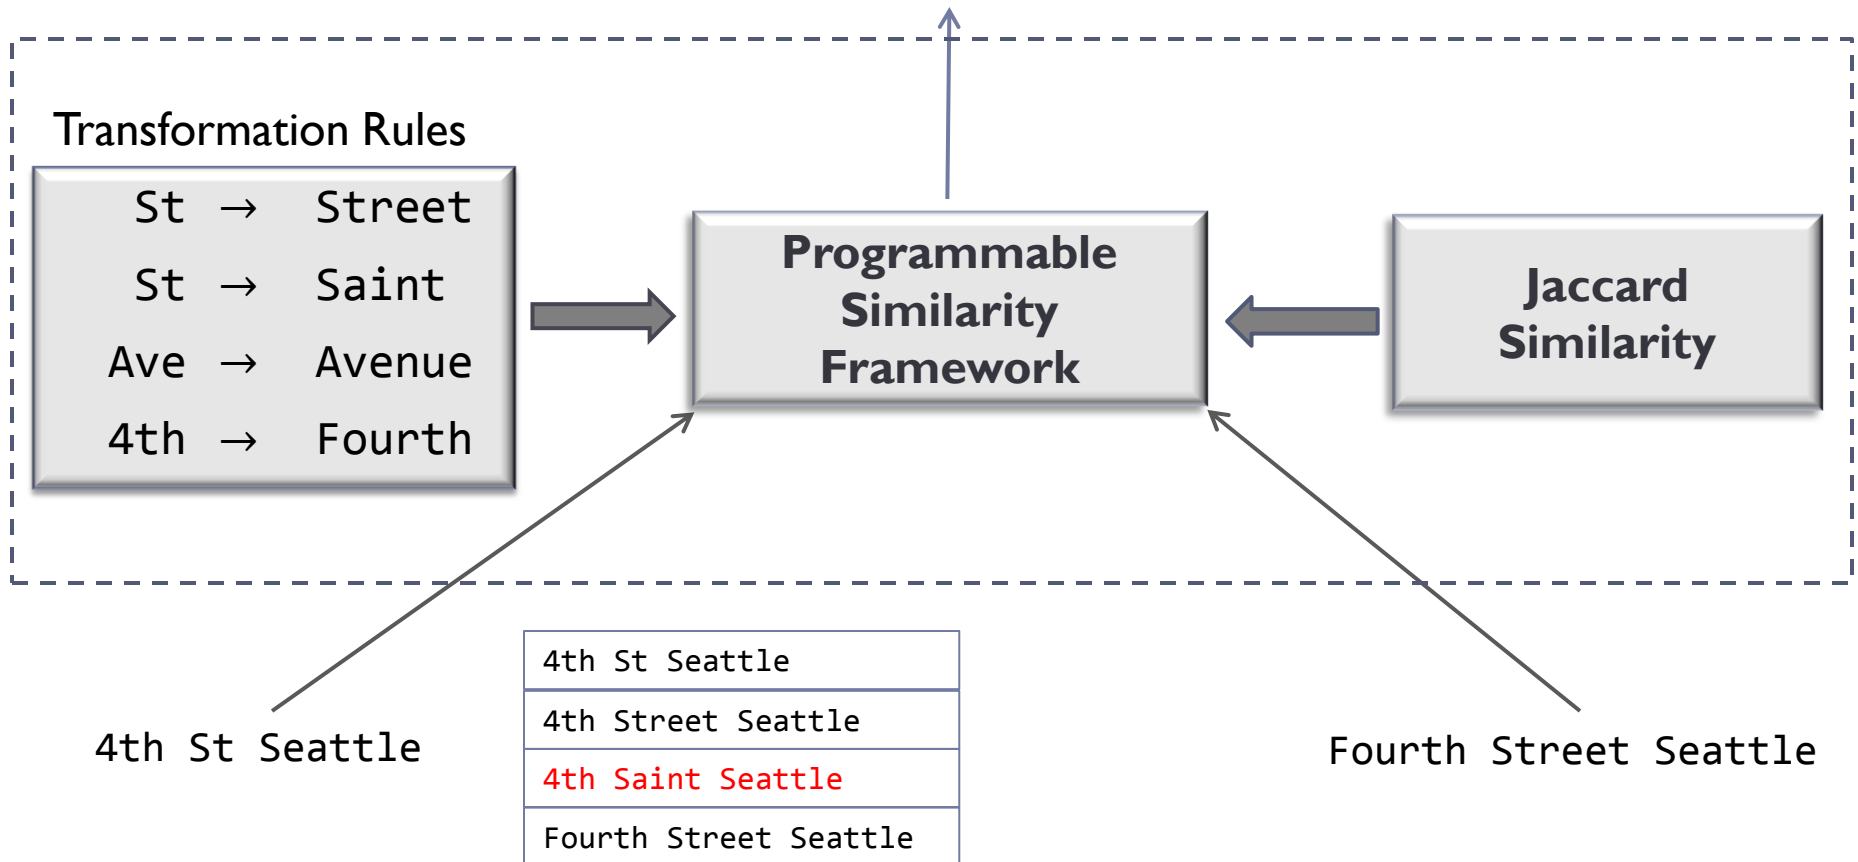 Transformation Rules
St → Street
St → Saint
Ave → Avenue
4th → Fourth
Programmable
Similarity
Framework
Jaccard
Similarity
4th St Seattle
4th St Seattle
4th Street Seattle
4th Saint Seattle
Fourth Street Seattle
Fourth Street Seattle